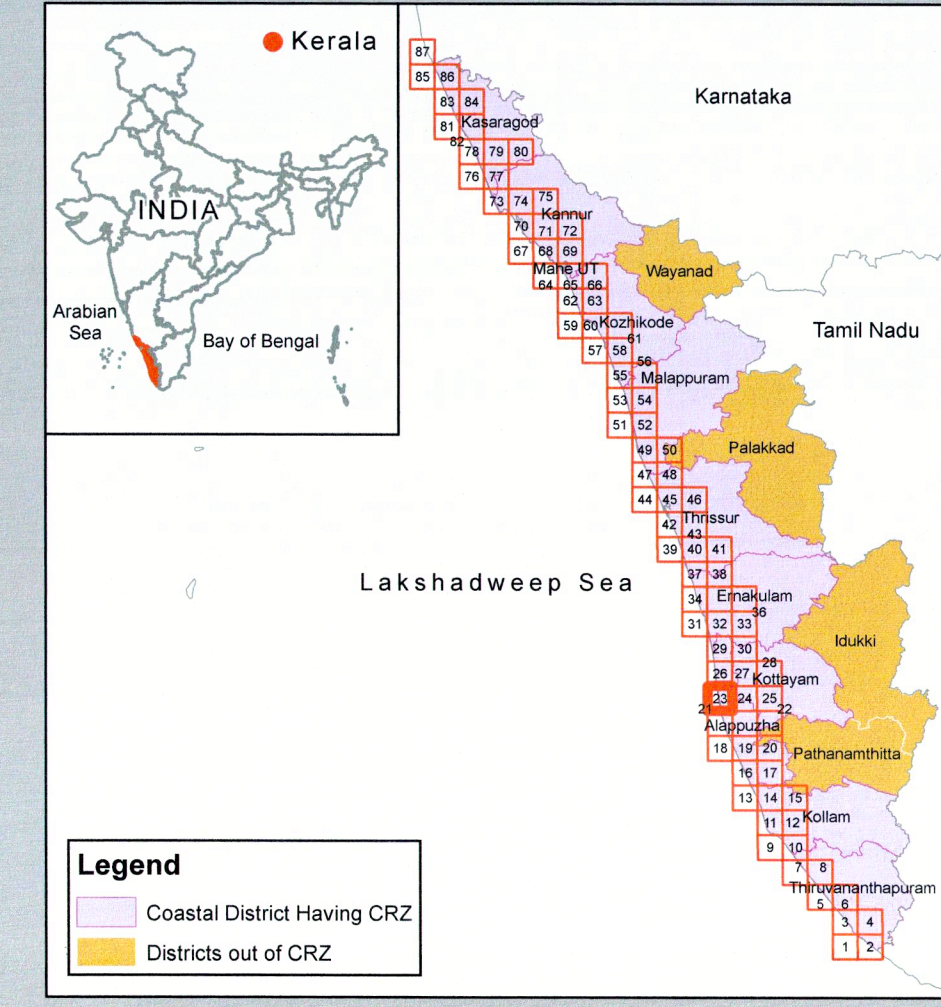 Kerala
INDIA
Arabian
Sea
Bay of Bengal
Karnataka
Tamil Nadu
Lakshadweep Sea
87
85 86
83 84
81 Kasaragod
82
78 79 80
76 77
73 74 75
Kannur
70 71 72
67 68 69
Mahe UT
64 65 66
Wayanad
62 63
59 60 Kozhikode
61
57 58
56
55 Malappuram
53 54
51 52
49 50 Palakkad
47 48
44 45 46
42 Thrissur
43
39 40 41
37 38
34 Ernakulam
36
31 32 33
Idukki
29 30
28
26 27 Kottayam
23 24 25
21 22
Alappuzha
18 19 20 Pathanamthitta
16 17
13 14 15
11 12 Kollam
9 10
7 8
Thiruvananthapuram
5 6
3 4
1 2
Legend
Coastal District Having CRZ
Districts out of CRZ